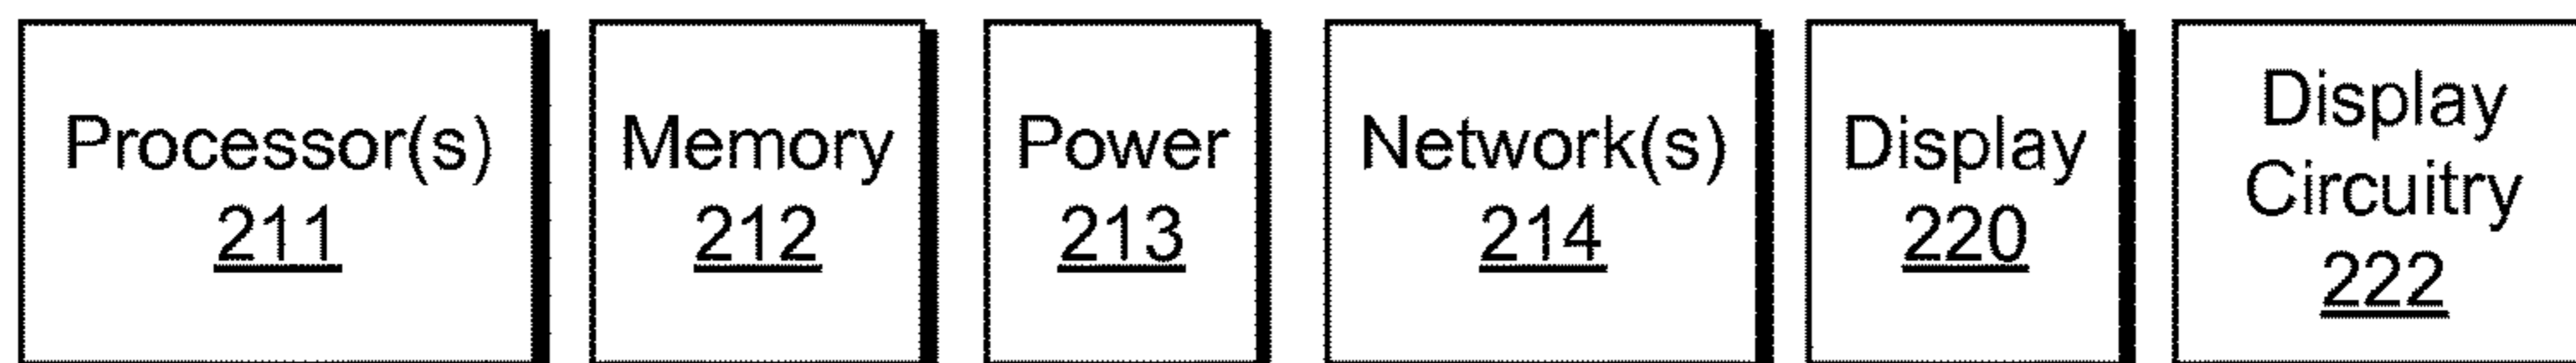 Processor(s)
211
Memory
212
Power
213
Network(s)
214
Display
220
Display
Circuitry
222